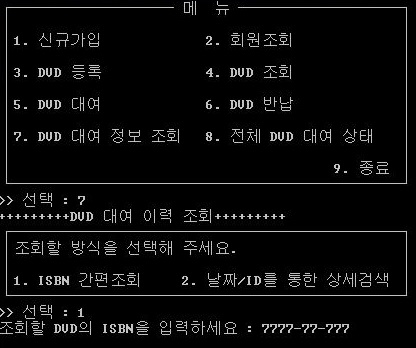 메 뉴
1. 신규가입 2. 회원조회
3. DVD 등록 4. DVD 조회
5. DVD 대여 6. DVD 반납
7. DVD 대여 정보 조회 8. 전체 DVD 대여 상태
9. 종료
>> 선택 : 7
+++++++++DVD 대여 이력 조회+++++++++
조회할 방식을 선택해 주세요.
1. ISBN 간편조회 2. 날짜/ID를 통한 상세검색
>> 선택 : 1
조회할 DVD의 ISBN을 입력하세요 : 7777-77-777